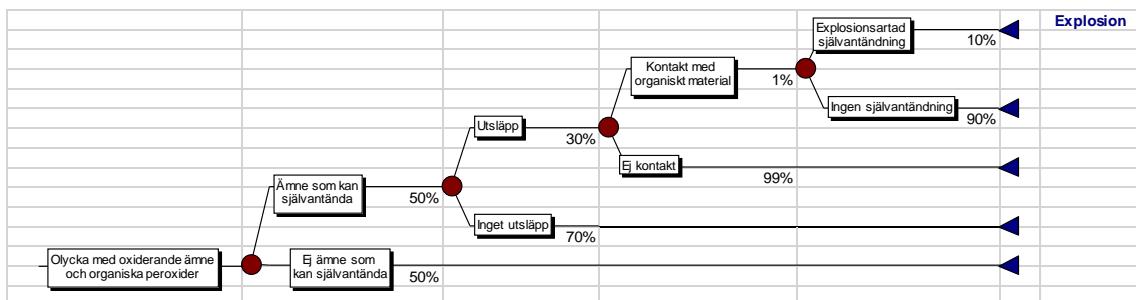 Explosion
Explosionsartad
självantändning
10%
Kontakt med
organiskt material
1%
Ingen självantändning
90%
Utsläpp
30%
Ej kontakt
99%
Ämne som kan
självantända
50%
Inget utsläpp
70%
Olycka med oxiderande ämne
och organiska peroxider
Ej ämne som
kan självantända
50%